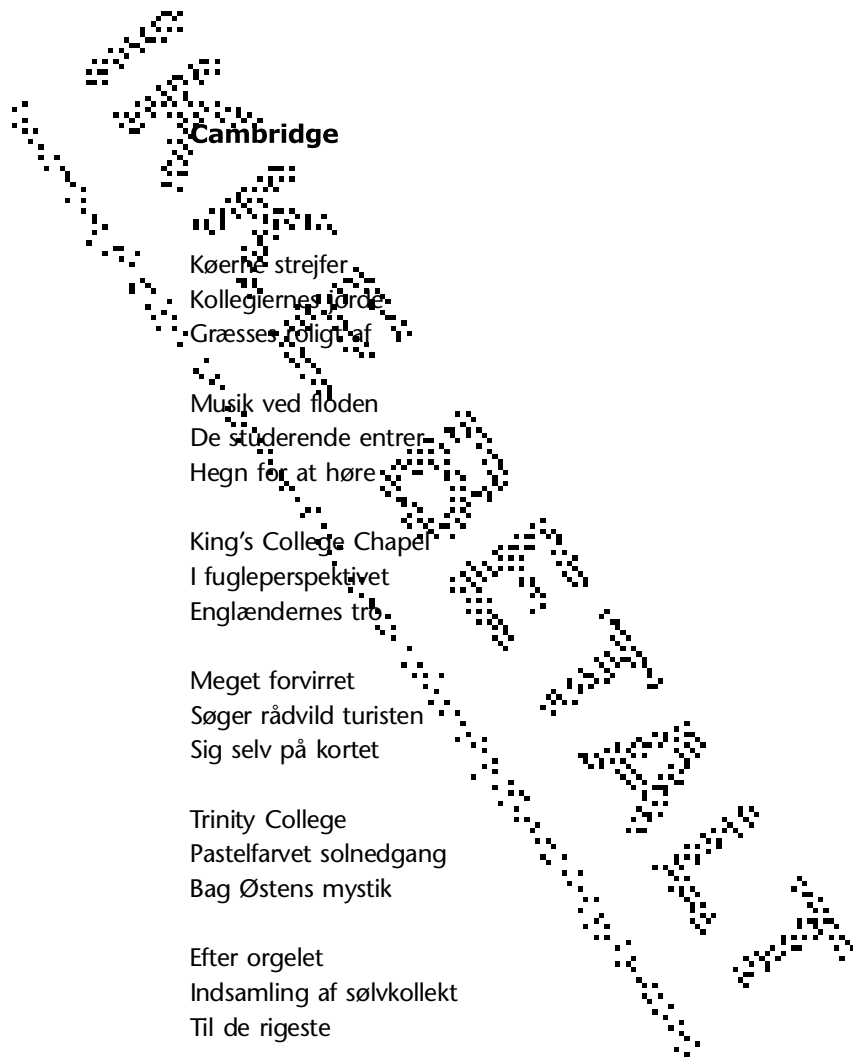 IKKE BETALT
Cambridge
Køerne strejfer
Kollegiernes jorde
Græsses roligt af
Musik ved floden
De studerende entrer
Hegn for at høre
King's College Chapel
I fugleperspektivet
Englændernes tro
Meget forvirret
Søger rådvild turisten
Sig selv på kortet
Trinity College
Pastelfarvet solnedgang
Bag Østens mystik
Efter orgelet
Indsamling af sølvkollekt
Til de rigeste